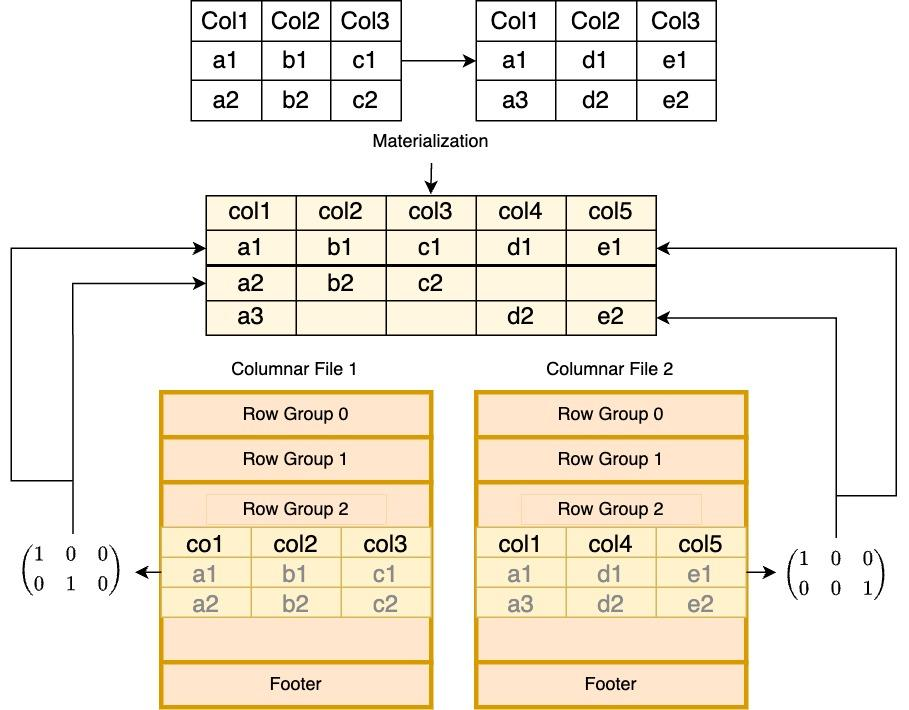 Col1 Col2 Col3 Col1 Col2 Col3
a1 b1 c1 a1 d1 e1
a2 b2 c2 a3 d2 e2
Materialization
col1 col2 col3 col4 col5
a1 b1 c1 d1 e1
a2 b2 c2
a3 d2 e2
Columnar File 1 Columnar File 2
Row Group 0 Row Group 0
Row Group 1 Row Group 1
Row Group 2 Row Group 2
co1 col2 col3 col1 col4 col5
(1 0 0 a1 b1 c1 a1 d1 e1 (1 0 0
0 1 0) a2 b2 c2 a3 d2 e2 0 0 1)
Footer Footer